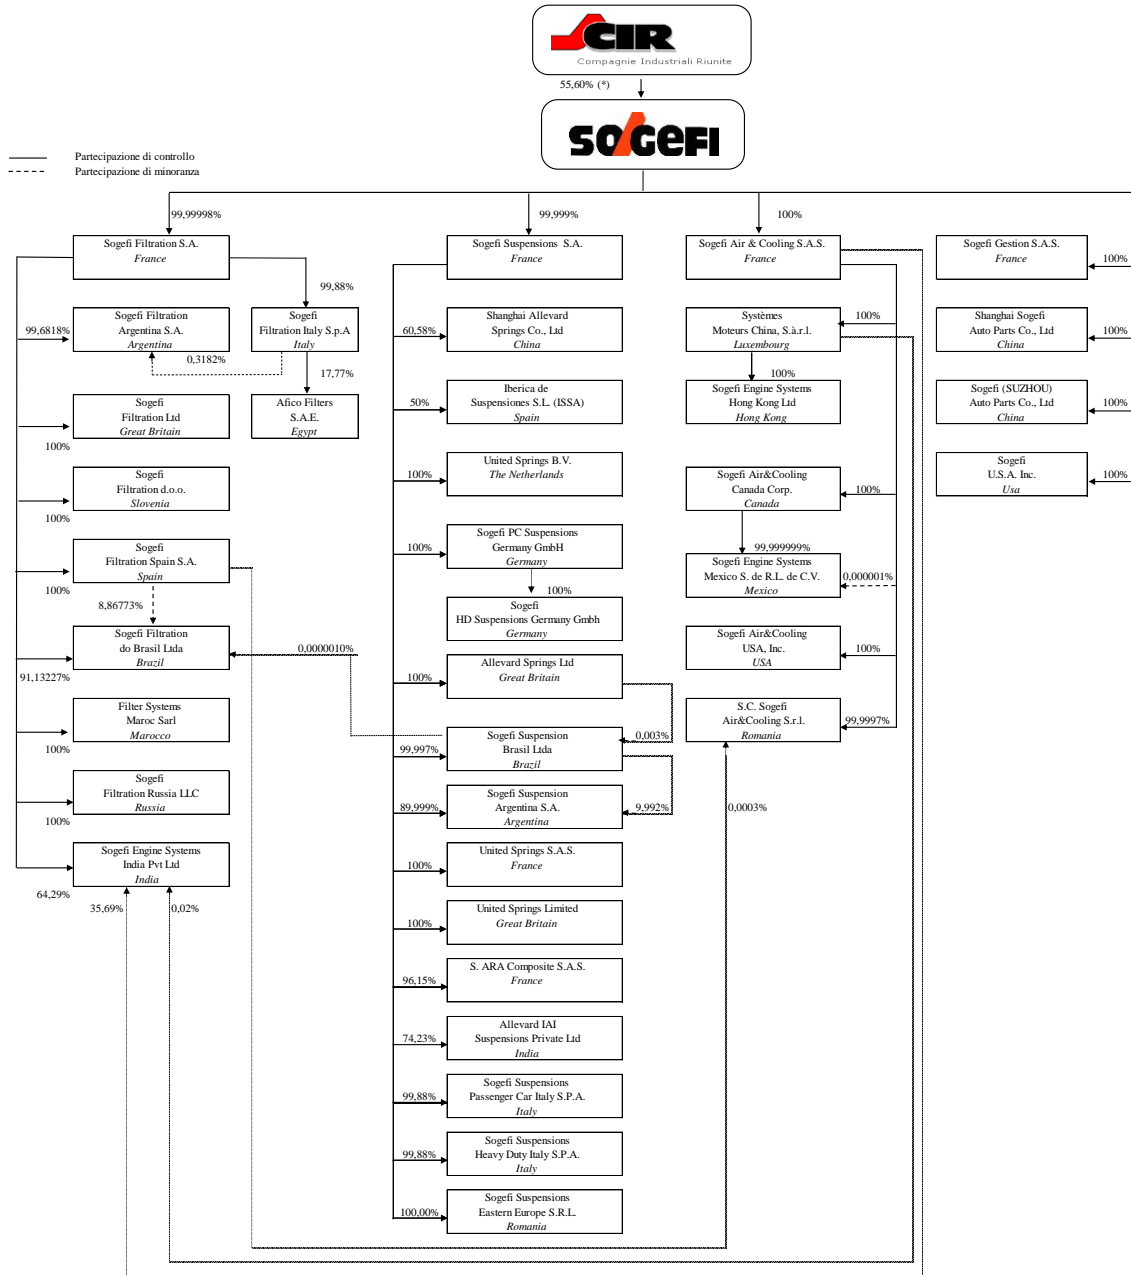 CIR
Compagnie Industriali Riunite
55,60% (*)
SOGEFI
Partecipazione di controllo
Partecipazione di minoranza
99,99998%
99,999%
100%
Sogefi Filtration S.A.
France
Sogefi Suspensions S.A.
France
Sogefi Air & Cooling S.A.S.
France
Sogefi Gestion S.A.S.
France
100%
99,88%
99,6818%
Sogefi Filtration
Argentina S.A.
Argentina
Sogefi
Filtration Italy S.p.A
Italy
0,3182%
17,77%
60,58%
Shanghai Allevard
Springs Co., Ltd
China
Systèmes
Moteurs China, S.à.r.l.
Luxembourg
100%
100%
Shanghai Sogefi
Auto Parts Co., Ltd
China
100%
Sogefi
Filtration Ltd
Great Britain
100%
Afico Filters
S.A.E.
Egypt
50%
Iberica de
Suspensiones S.L. (ISSA)
Spain
Sogefi Engine Systems
Hong Kong Ltd
Hong Kong
Sogefi (SUZHOU)
Auto Parts Co., Ltd
China
100%
Sogefi
Filtration d.o.o.
Slovenia
100%
100%
United Springs B.V.
The Netherlands
Sogefi Air&Cooling
Canada Corp.
Canada
100%
99,999999%
Sogefi
U.S.A. Inc.
Usa
100%
Sogefi
Filtration Spain S.A.
Spain
100%
8,86773%
100%
Sogefi PC Suspensions
Germany GmbH
Germany
100%
Sogefi Engine Systems
Mexico S. de R.L. de C.V.
Mexico
0,000001%
Sogefi
HD Suspensions Germany Gmbh
Germany
Sogefi Filtration
do Brasil Ltda
Brazil
91,13227%
0,0000010%
100%
Allevard Springs Ltd
Great Britain
Sogefi Air&Cooling
USA, Inc.
USA
100%
Filter Systems
Maroc Sarl
Marocco
100%
99,997%
Sogefi Suspension
Brasil Ltda
Brazil
0,003%
S.C. Sogefi
Air&Cooling S.r.l.
Romania
99,9997%
Sogefi
Filtration Russia LLC
Russia
100%
89,999%
Sogefi Suspension
Argentina S.A.
Argentina
9,992%
0,0003%
Sogefi Engine Systems
India Pvt Ltd
India
64,29%
35,69%
0,02%
100%
United Springs S.A.S.
France
100%
United Springs Limited
Great Britain
96,15%
S. ARA Composite S.A.S.
France
74,23%
Allevard IAI
Suspensions Private Ltd
India
99,88%
Sogefi Suspensions
Passenger Car Italy S.P.A.
Italy
99,88%
Sogefi Suspensions
Heavy Duty Italy S.P.A.
Italy
100,00%
Sogefi Suspensions
Eastern Europe S.R.L.
Romania